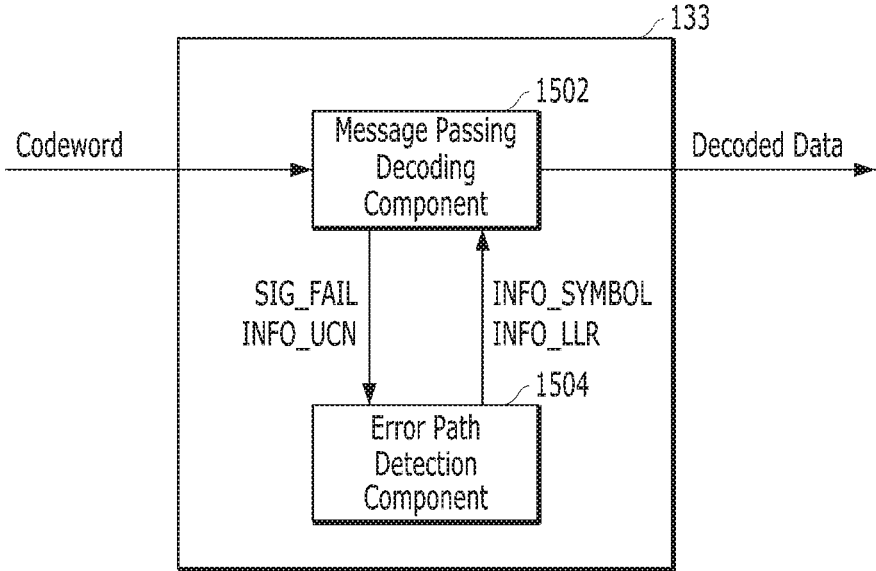 133
1502
Codeword
Message Passing
Decoding
Component
Decoded Data
SIG_FAIL
INFO_UCN
INFO_SYMBOL
INFO_LLR
1504
Error Path
Detection
Component